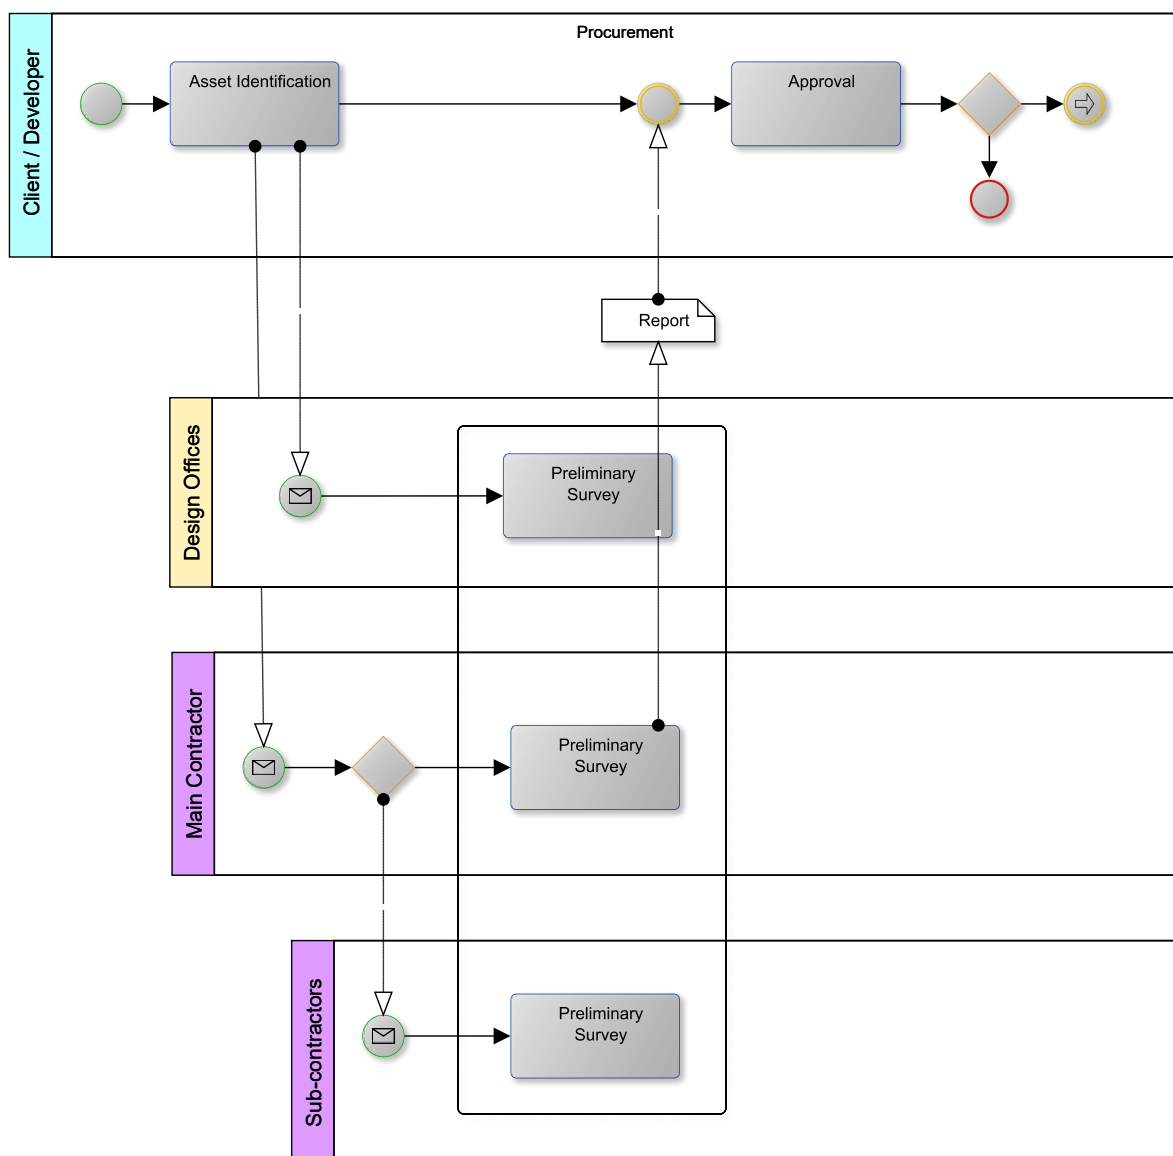 Procurement
Client / Developer
Asset Identification
Approval
Report
Design Offices
Preliminary
Survey
Main Contractor
Preliminary
Survey
Sub-contractors
Preliminary
Survey